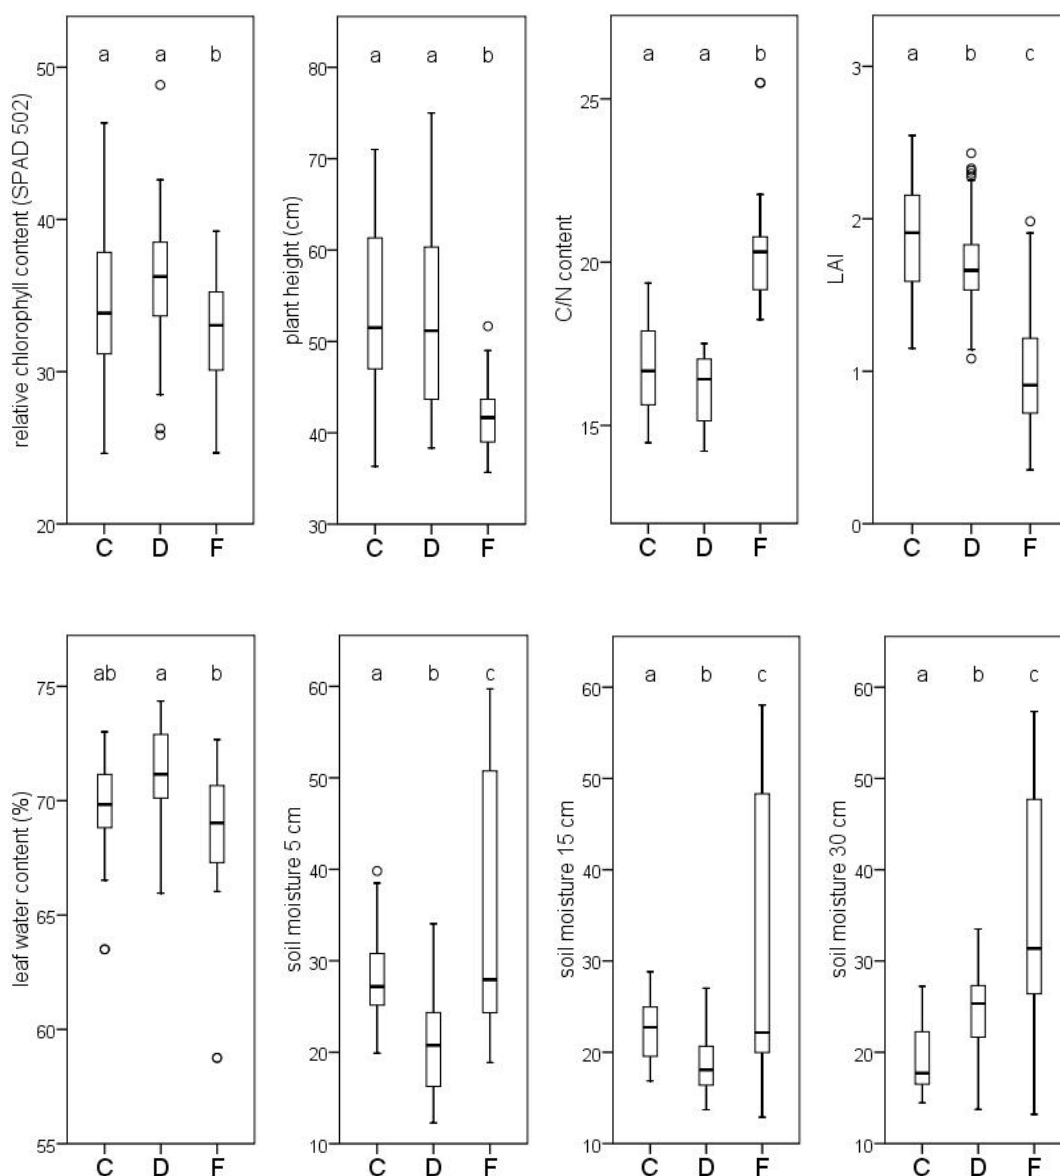 relative chlorophyll content (SPAD 502)
50
40
30
20
a a b
C D F
plant height (cm)
80
70
60
50
40
30
a a b
C D F
C/N content
25
20
15
a a b
C D F
LAI
3
2
1
0
a b c
C D F
leaf water content (%)
75
70
65
60
55
ab a b
C D F
soil moisture 5 cm
60
50
40
30
20
10
a b c
C D F
soil moisture 15 cm
60
50
40
30
20
10
a b c
C D F
soil moisture 30 cm
60
50
40
30
20
10
a b c
C D F